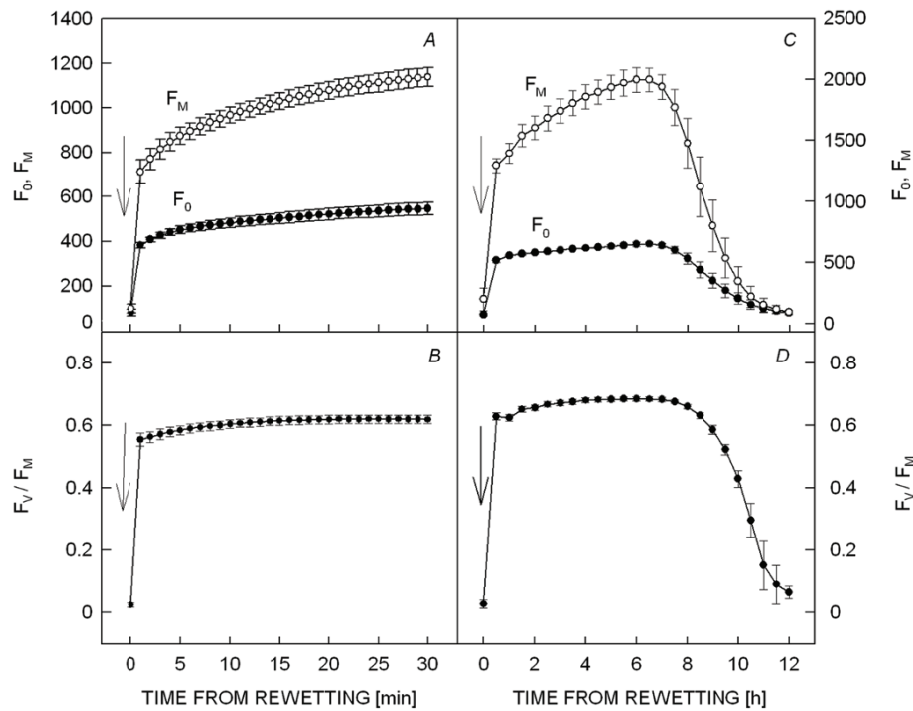 1400
1200
1000
800
600
400
200
0
F0, FM
A
FM
F0
C
FM
F0
2500
2000
1500
1000
500
0
F0, FM
0.8
0.6
0.4
0.2
0
FV / FM
B
D
0.8
0.6
0.4
0.2
0
FV / FM
0 5 10 15 20 25 30
0 2 4 6 8 10 12
TIME FROM REWETTING [min]
TIME FROM REWETTING [h]